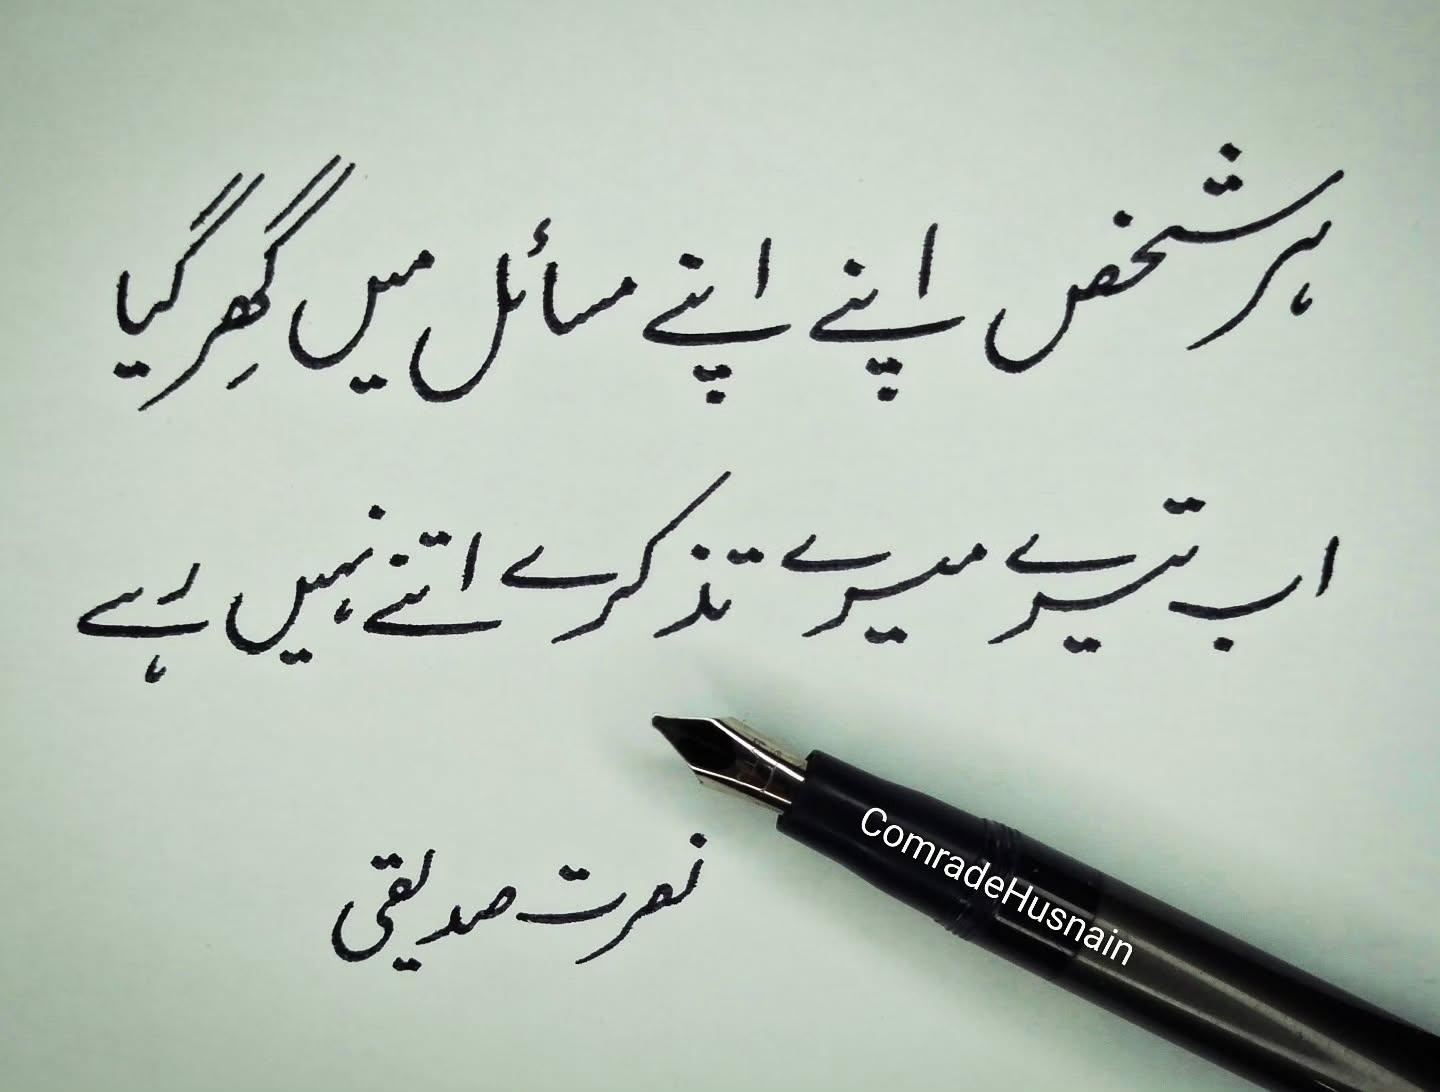 ہر شخص اپنے اپنے مسائل میں گھِر گیا
اب تیرے میرے تذکرے اتنے نہیں رہے
نصرت صدیقی
ComradeHusnain